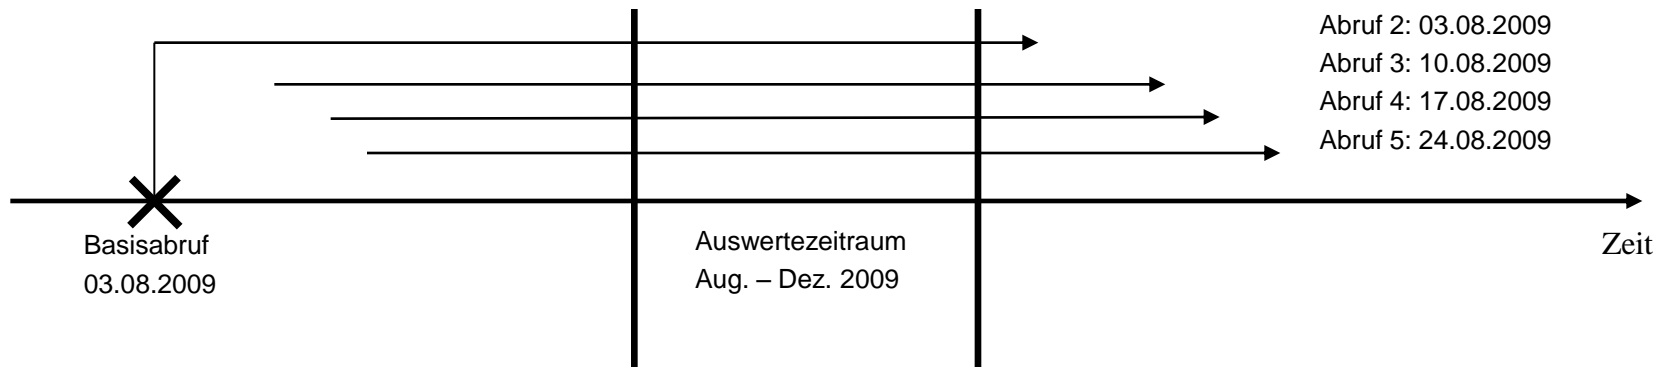 Abruf 2: 03.08.2009
Abruf 3: 10.08.2009
Abruf 4: 17.08.2009
Abruf 5: 24.08.2009
Basisabruf
03.08.2009
Auswertezeitraum
Aug. – Dez. 2009
Zeit